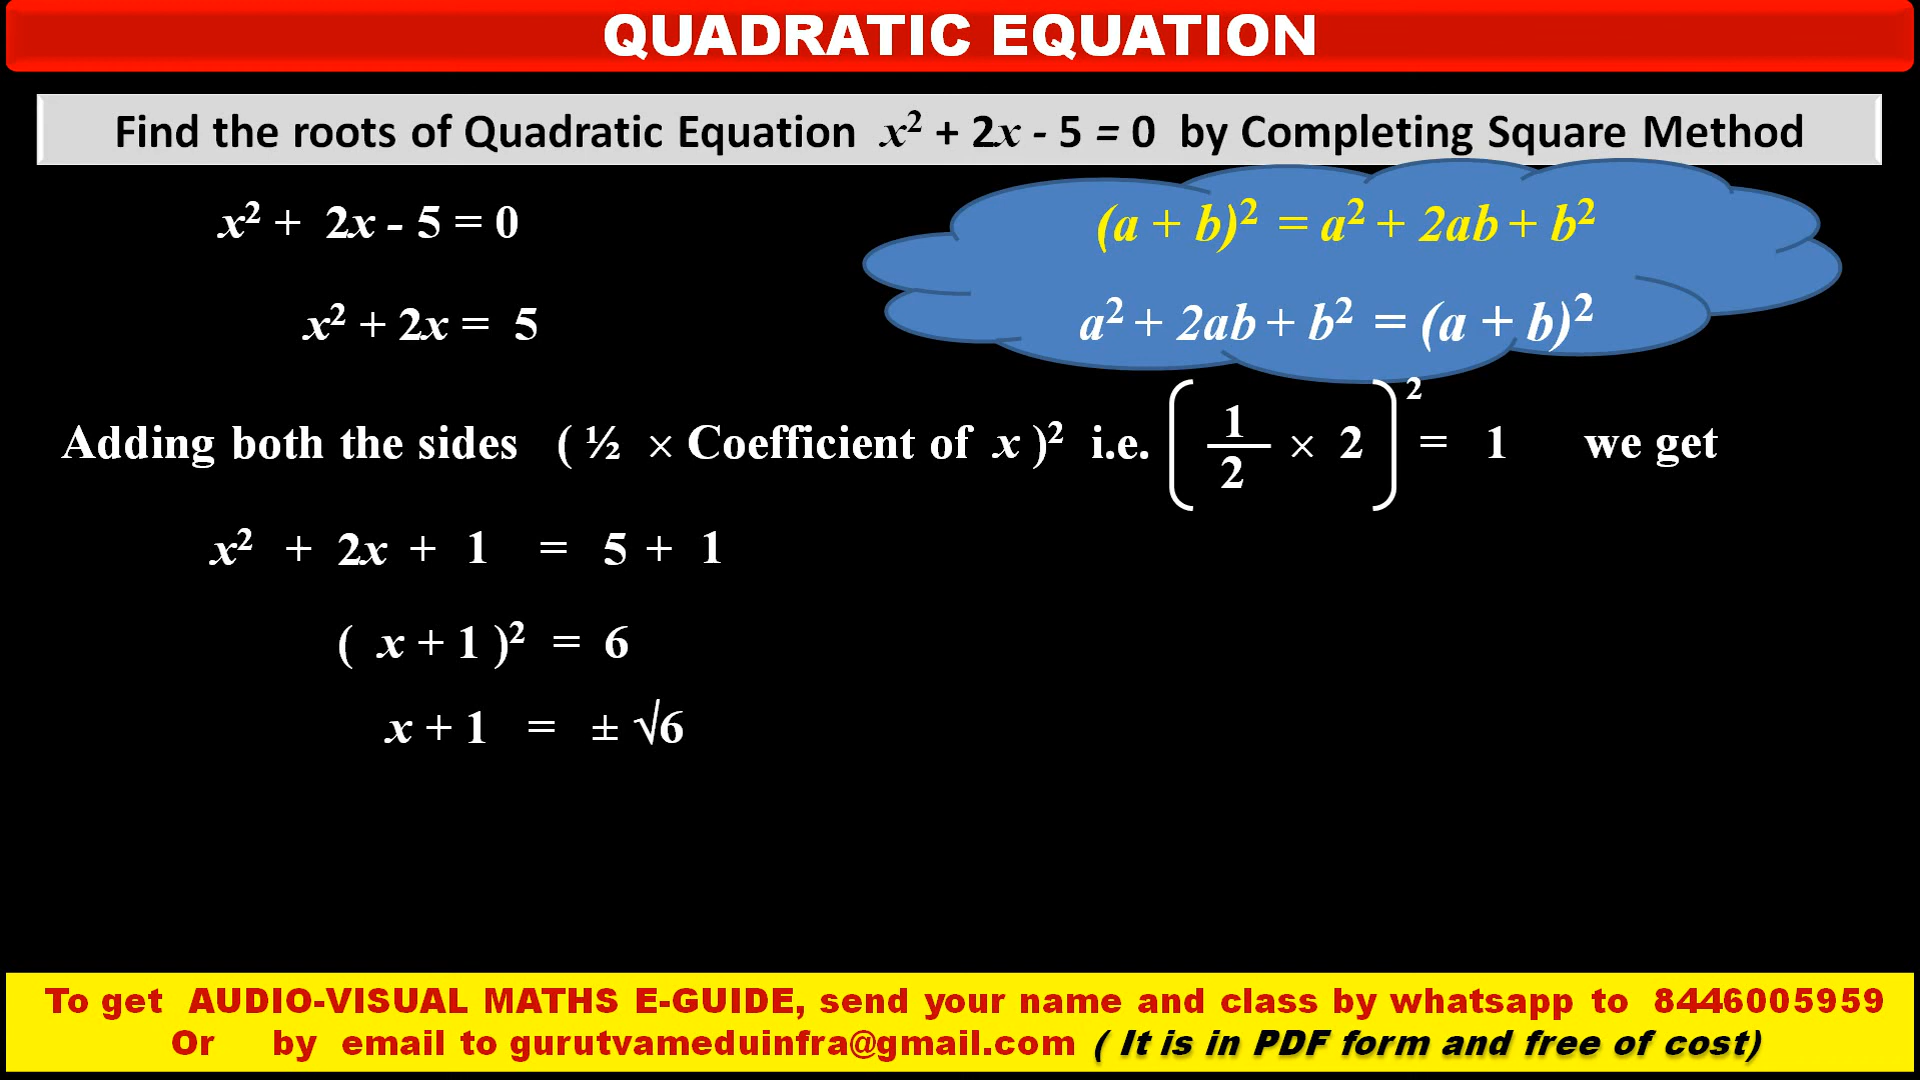 QUADRATIC EQUATION
Find the roots of Quadratic Equation x² + 2x - 5 = 0 by Completing Square Method
x² + 2x - 5 = 0
(a + b)² = a² + 2ab + b²
x² + 2x = 5
a² + 2ab + b² = (a + b)²
Adding both the sides ( ½ × Coefficient of x )² i.e. ( 1/2 × 2 )² = 1 we get
x² + 2x + 1 = 5 + 1
( x + 1 )² = 6
x + 1 = ± √6
To get AUDIO-VISUAL MATHS E-GUIDE, send your name and class by whatsapp to 8446005959
Or by email to gurutvameduinfra@gmail.com ( It is in PDF form and free of cost)